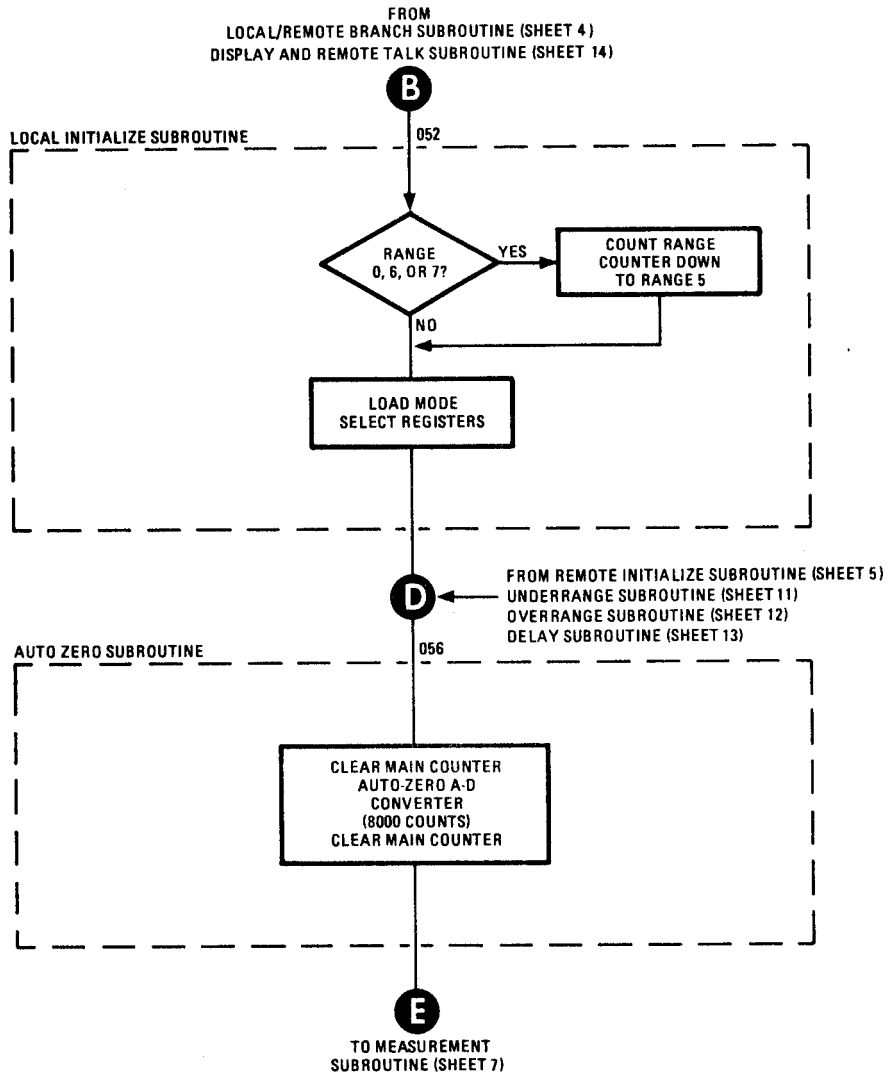 FROM
LOCAL/REMOTE BRANCH SUBROUTINE (SHEET 4)
DISPLAY AND REMOTE TALK SUBROUTINE (SHEET 14)
B
052
LOCAL INITIALIZE SUBROUTINE
RANGE
0, 6, OR 7?
YES
COUNT RANGE
COUNTER DOWN
TO RANGE 5
NO
LOAD MODE
SELECT REGISTERS
D
FROM REMOTE INITIALIZE SUBROUTINE (SHEET 5)
UNDERRANGE SUBROUTINE (SHEET 11)
OVERRANGE SUBROUTINE (SHEET 12)
DELAY SUBROUTINE (SHEET 13)
056
AUTO ZERO SUBROUTINE
CLEAR MAIN COUNTER
AUTO-ZERO A-D
CONVERTER
(8000 COUNTS)
CLEAR MAIN COUNTER
E
TO MEASUREMENT
SUBROUTINE (SHEET 7)